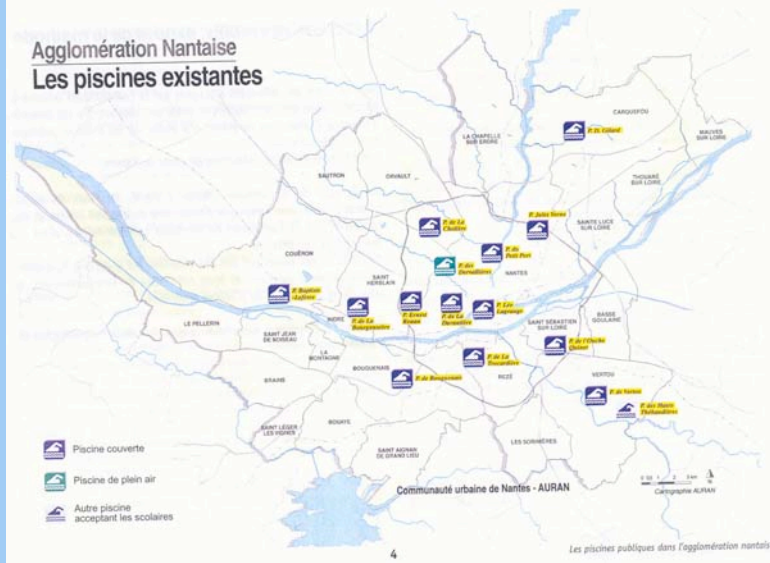 Agglomération Nantaise
Les piscines existantes
CARQUEFOU
MAUVES
SUR LOIRE
P. D. Gilard
LA CHAPELLE
SUR ERDRE
THOUARÉ
SUR LOIRE
SAUTRON
ORVAULT
P. Jules Verne
P. de La
Chollière
SAINTE LUCE
SUR LOIRE
P. du
Petit Port
COUËRON
P. des
Dervallières
NANTES
SAINT
HERBLAIN
P. Baptiste
Lefèvre
P. Ernest
Renan
P. de La
Durantière
P. Léo
Lagrange
P. de La
Bourgonnière
INDRE
LE PELLERIN
SAINT JEAN
DE BOISEAU
SAINT SÉBASTIEN
SUR LOIRE
BASSE
GOULAINE
P. de l'Ouche
Quinet
LA
MONTAGNE
BOUGUENAIS
P. de La
Trocardière
P. de Bouguenais
REZÉ
VERTOU
BRAINS
P. de Vertou
P. des Hauts
Thébaudières
SAINT LÉGER
LES VIGNES
BOUAYE
SAINT AIGNAN
DE GRAND LIEU
LES SORINIÈRES
Piscine couverte
Piscine de plein air
Autre piscine
acceptant les scolaires
Communauté urbaine de Nantes - AURAN
N
Cartographie AURAN
4
Les piscines publiques dans l'agglomération nantais